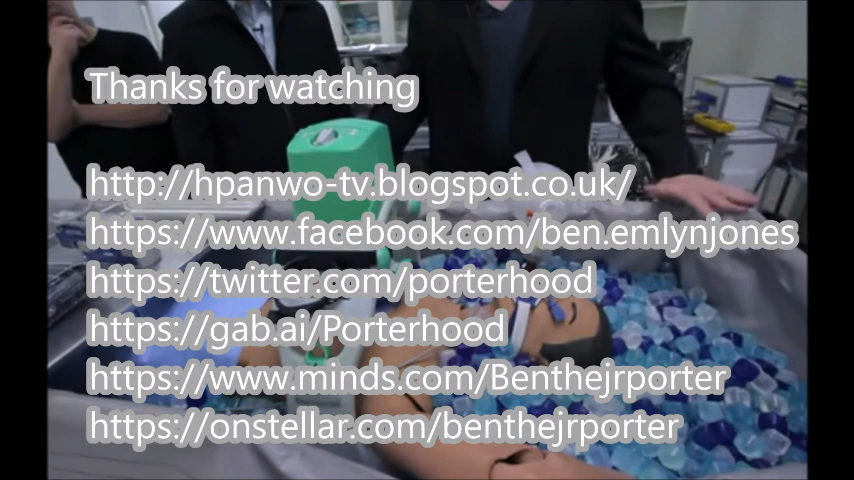 Thanks for watching
http://hpanwo-tv.blogspot.co.uk/
https://www.facebook.com/ben.emlynjones
https://twitter.com/porterhood
https://gab.ai/Porterhood
https://www.minds.com/Benthejrporter
https://onstellar.com/benthejrporter